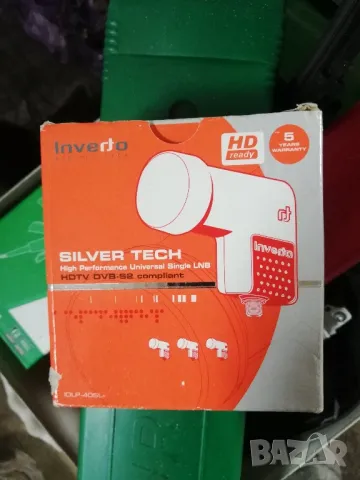 Inverto
HD
ready
5
YEARS
WARRANTY
Inverto
SILVER TECH
High Performance Universal Single LNB
HDTV DVB-S2 compliant
BAZAR
bg